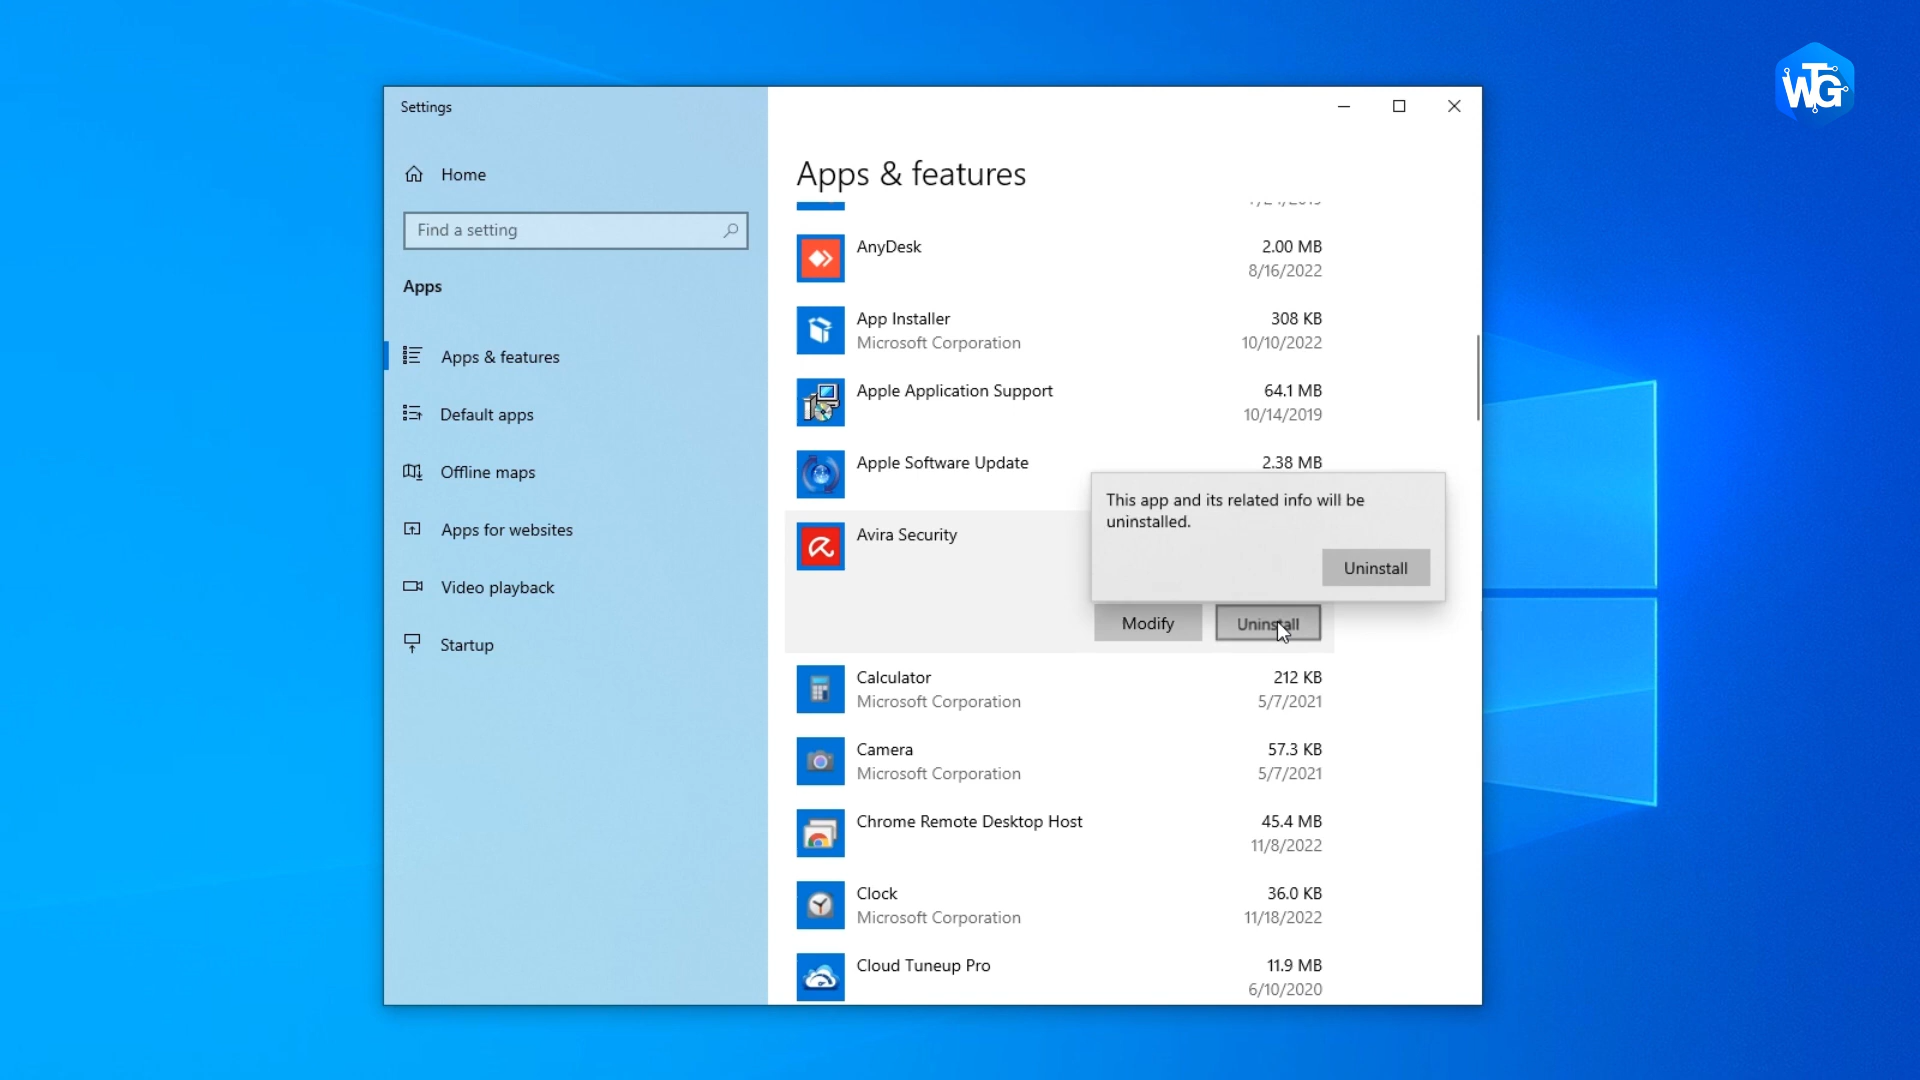 WTG
Settings
Home
Find a setting
Apps
Apps & features
Default apps
Offline maps
Apps for websites
Video playback
Startup
Apps & features
AnyDesk
2.00 MB
8/16/2022
App Installer
308 KB
Microsoft Corporation
10/10/2022
Apple Application Support
64.1 MB
10/14/2019
Apple Software Update
2.38 MB
This app and its related info will be
uninstalled.
Uninstall
Avira Security
Modify
Uninstall
Calculator
212 KB
Microsoft Corporation
5/7/2021
Camera
57.3 KB
Microsoft Corporation
5/7/2021
Chrome Remote Desktop Host
45.4 MB
11/8/2022
Clock
36.0 KB
Microsoft Corporation
11/18/2022
Cloud Tuneup Pro
11.9 MB
6/10/2020